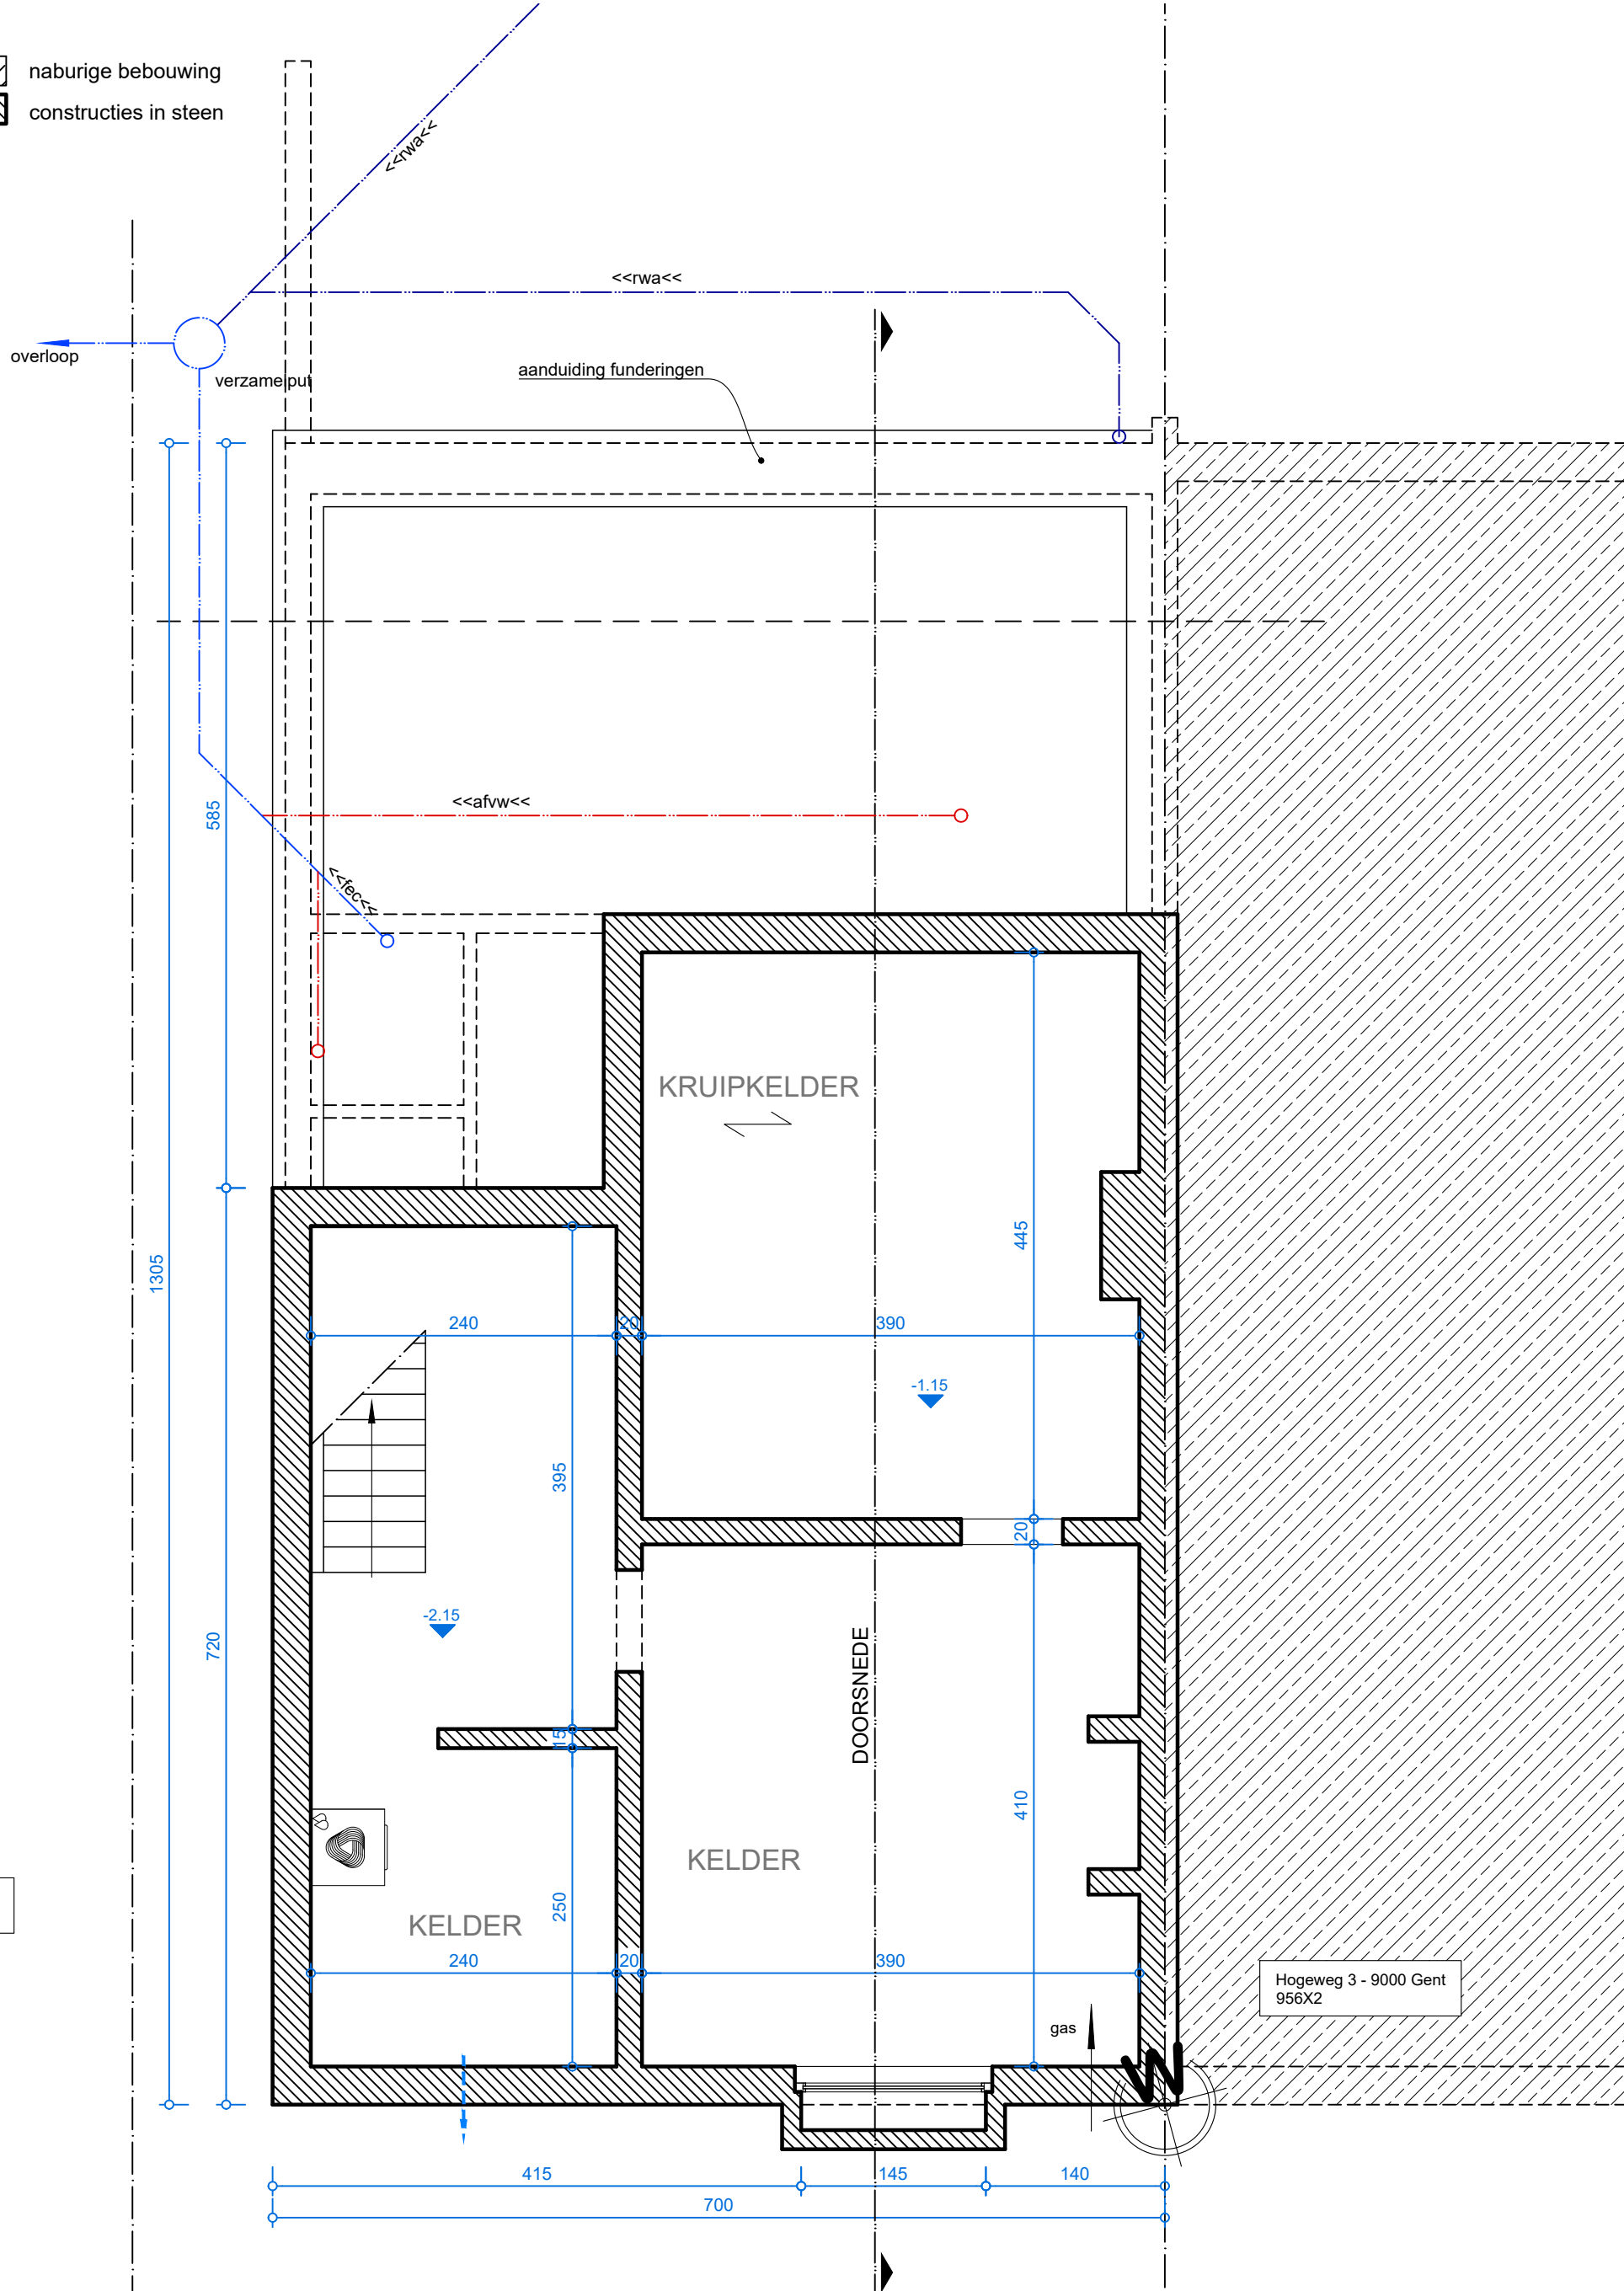 naburige bebouwing
constructies in steen
<<rwa<<
<<rwa<<
overloop
verzamelput
aanduiding funderingen
585
<<afvw<<
<<fec<<
KRUIPKELDER
445
1305
240
20
390
-1.15
395
20
-2.15
720
DOORSNEDE
15
410
KELDER
250
KELDER
240
20
390
Hogeweg 3 - 9000 Gent
956X2
gas
N
415
145
140
700